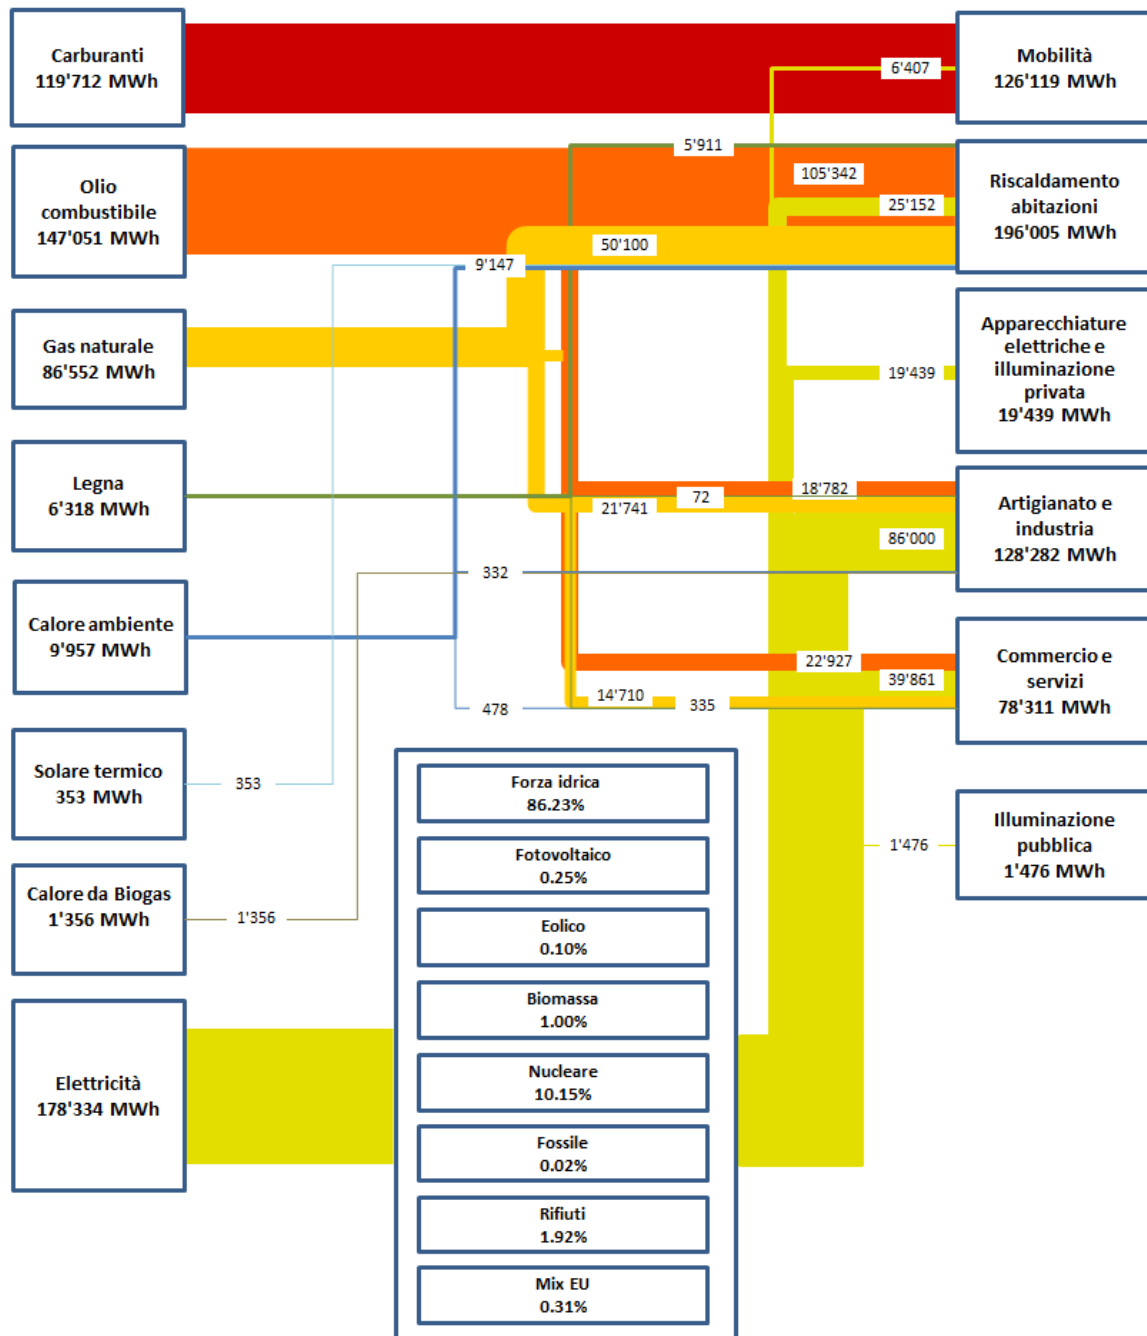 Carburanti
119'712 MWh
6'407
Mobilità
126'119 MWh
Olio
combustibile
147'051 MWh
5'911
105'342
25'152
50'100
9'147
Riscaldamento
abitazioni
196'005 MWh
Gas naturale
86'552 MWh
19'439
Apparecchiature
elettriche e
illuminazione
privata
19'439 MWh
Legna
6'318 MWh
18'782
72
21'741
86'000
332
Artigianato e
industria
128'282 MWh
Calore ambiente
9'957 MWh
22'927
39'861
14'710
335
478
Commercio e
servizi
78'311 MWh
Solare termico
353 MWh
353
Calore da Biogas
1'356 MWh
1'356
1'476
Illuminazione
pubblica
1'476 MWh
Elettricità
178'334 MWh
Forza idrica
86.23%
Fotovoltaico
0.25%
Eolico
0.10%
Biomassa
1.00%
Nucleare
10.15%
Fossile
0.02%
Rifiuti
1.92%
Mix EU
0.31%